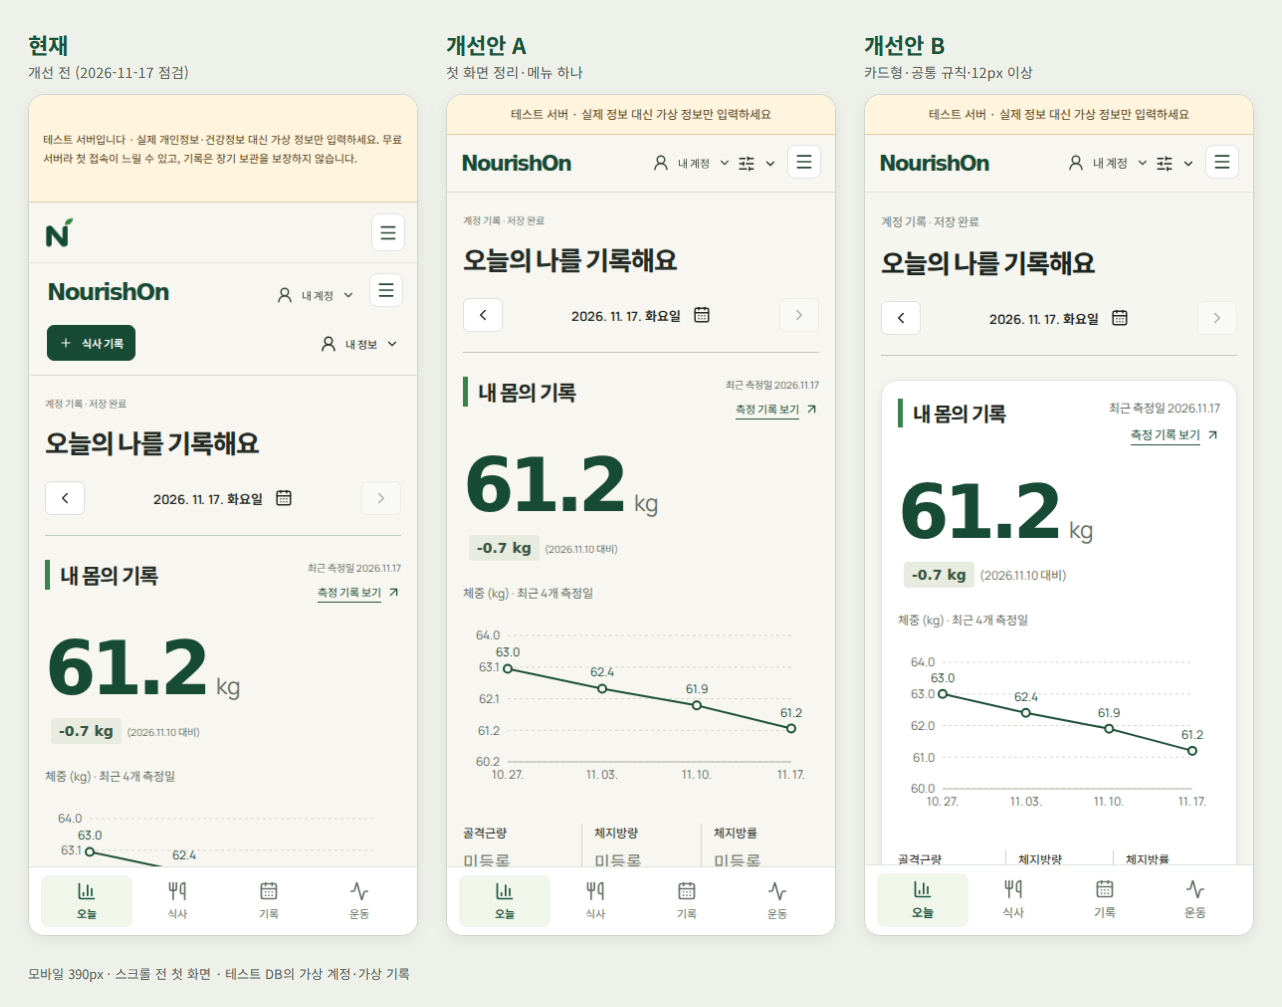 현재
개선 전 (2026-11-17 점검)
테스트 서버입니다 · 실제 개인정보·건강정보 대신 가상 정보만 입력하세요. 무료
서버라 첫 접속이 느릴 수 있고, 기록은 장기 보관을 보장하지 않습니다.
N
NourishOn
내 계정
+ 식사 기록
내 정보
계정 기록 · 저장 완료
오늘의 나를 기록해요
2026. 11. 17. 화요일
내 몸의 기록
최근 측정일 2026.11.17
측정 기록 보기
61.2 kg
-0.7 kg (2026.11.10 대비)
체중 (kg) · 최근 4개 측정일
64.0
63.0
63.1
62.4
오늘
식사
기록
운동
개선안 A
첫 화면 정리·메뉴 하나
테스트 서버 · 실제 정보 대신 가상 정보만 입력하세요
NourishOn
내 계정
계정 기록 · 저장 완료
오늘의 나를 기록해요
2026. 11. 17. 화요일
내 몸의 기록
최근 측정일 2026.11.17
측정 기록 보기
61.2 kg
-0.7 kg (2026.11.10 대비)
체중 (kg) · 최근 4개 측정일
64.0
63.0
63.1
62.4
62.1
61.9
61.2
61.2
60.2
10. 27.
11. 03.
11. 10.
11. 17.
골격근량
체지방량
체지방률
미등록
미등록
미등록
오늘
식사
기록
운동
개선안 B
카드형·공통 규칙·12px 이상
테스트 서버 · 실제 정보 대신 가상 정보만 입력하세요
NourishOn
내 계정
계정 기록 · 저장 완료
오늘의 나를 기록해요
2026. 11. 17. 화요일
내 몸의 기록
최근 측정일 2026.11.17
측정 기록 보기
61.2 kg
-0.7 kg (2026.11.10 대비)
체중 (kg) · 최근 4개 측정일
64.0
63.0
63.0
62.4
62.0
61.9
61.2
61.0
60.0
10. 27.
11. 03.
11. 10.
11. 17.
골격근량
체지방량
체지방률
오늘
식사
기록
운동
모바일 390px · 스크롤 전 첫 화면 · 테스트 DB의 가상 계정·가상 기록